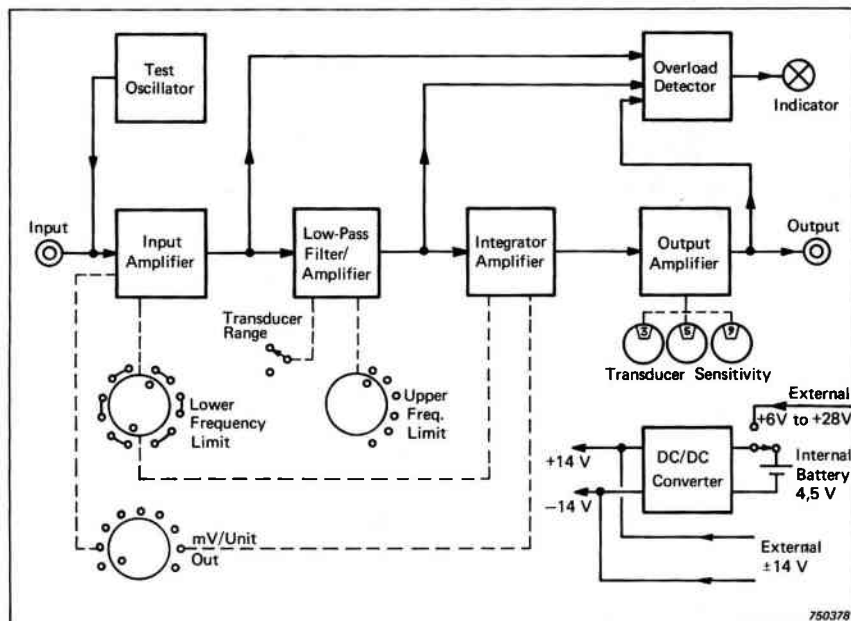 Test
Oscillator
Overload
Detector
Indicator
Input
Input
Amplifier
Low-Pass
Filter/
Amplifier
Integrator
Amplifier
Output
Amplifier
Output
Transducer
Range
3 5 9
Transducer Sensitivity
Lower
Frequency
Limit
Upper
Freq.
Limit
External
+6V to +28V
+14 V
−14 V
DC/DC
Converter
Internal
Battery
4,5 V
mV/Unit
Out
External
±14 V
750378